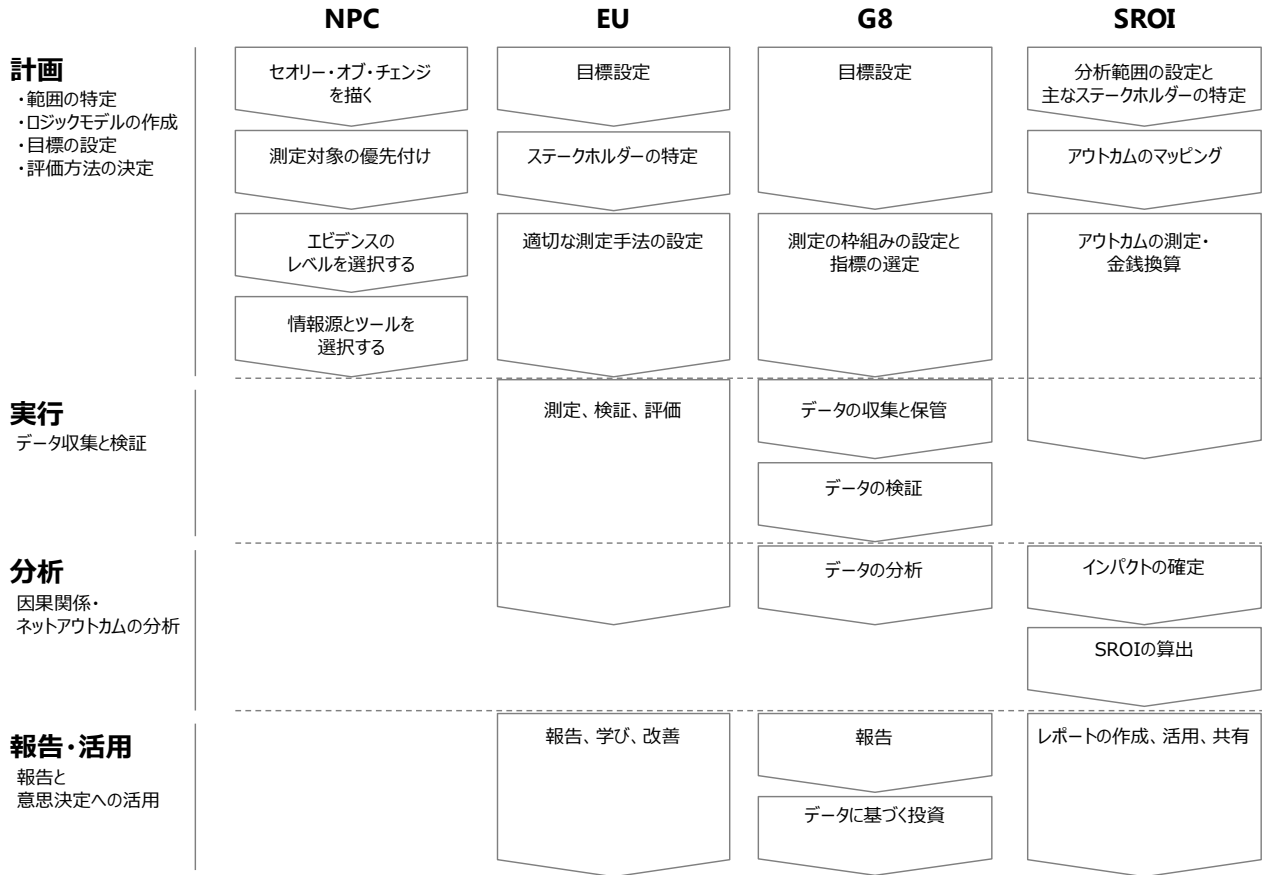 NPC
EU
G8
SROI
計画
・範囲の特定
・ロジックモデルの作成
・目標の設定
・評価方法の決定
セオリー・オブ・チェンジ
を描く
目標設定
目標設定
分析範囲の設定と
主なステークホルダーの特定
測定対象の優先付け
ステークホルダーの特定
アウトカムのマッピング
エビデンスの
レベルを選択する
適切な測定手法の設定
測定の枠組みの設定と
指標の選定
アウトカムの測定・
金銭換算
情報源とツールを
選択する
実行
データ収集と検証
測定、検証、評価
データの収集と保管
データの検証
分析
因果関係・
ネットアウトカムの分析
データの分析
インパクトの確定
SROIの算出
報告・活用
報告と
意思決定への活用
報告、学び、改善
報告
レポートの作成、活用、共有
データに基づく投資